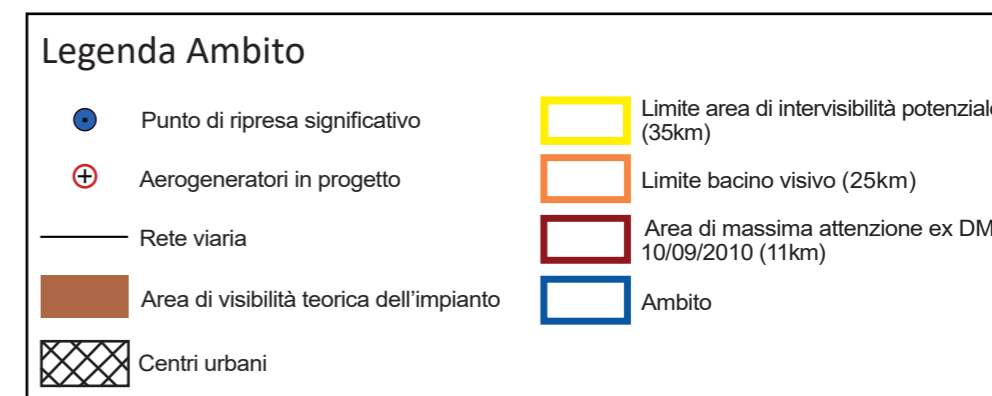 Legenda Ambito
Punto di ripresa significativo
Aerogeneratori in progetto
Rete viaria
Area di visibilità teorica dell'impianto
Centri urbani
Limite area di intervisibilità potenziale
(35km)
Limite bacino visivo (25km)
Area di massima attenzione ex DM
10/09/2010 (11km)
Ambito